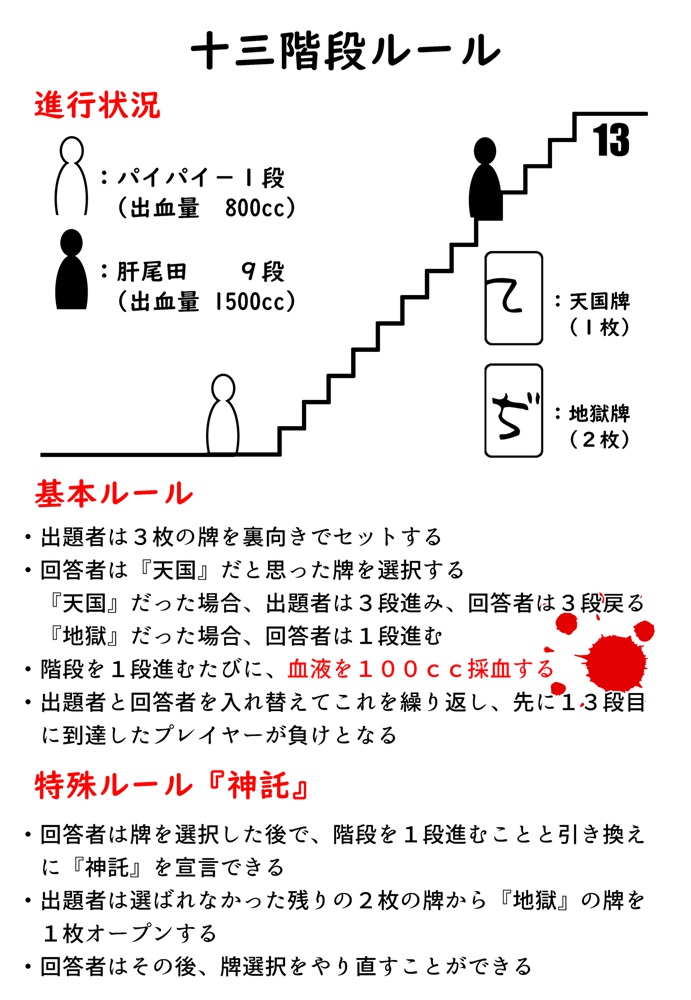 十三階段ルール
進行状況
：パイパイ－１段
（出血量　800cc）
：肝尾田　　９段
（出血量 1500cc）
13
て
：天国牌
（１枚）
ぢ
：地獄牌
（２枚）
基本ルール
・出題者は３枚の牌を裏向きでセットする
・回答者は『天国』だと思った牌を選択する
『天国』だった場合、出題者は３段進み、回答者は３段戻る
『地獄』だった場合、回答者は１段進む
・階段を１段進むたびに、血液を１００ｃｃ採血する
・出題者と回答者を入れ替えてこれを繰り返し、先に１３段目
に到達したプレイヤーが負けとなる
特殊ルール『神託』
・回答者は牌を選択した後で、階段を１段進むことと引き換え
に『神託』を宣言できる
・出題者は選ばれなかった残りの２枚の牌から『地獄』の牌を
１枚オープンする
・回答者はその後、牌選択をやり直すことができる